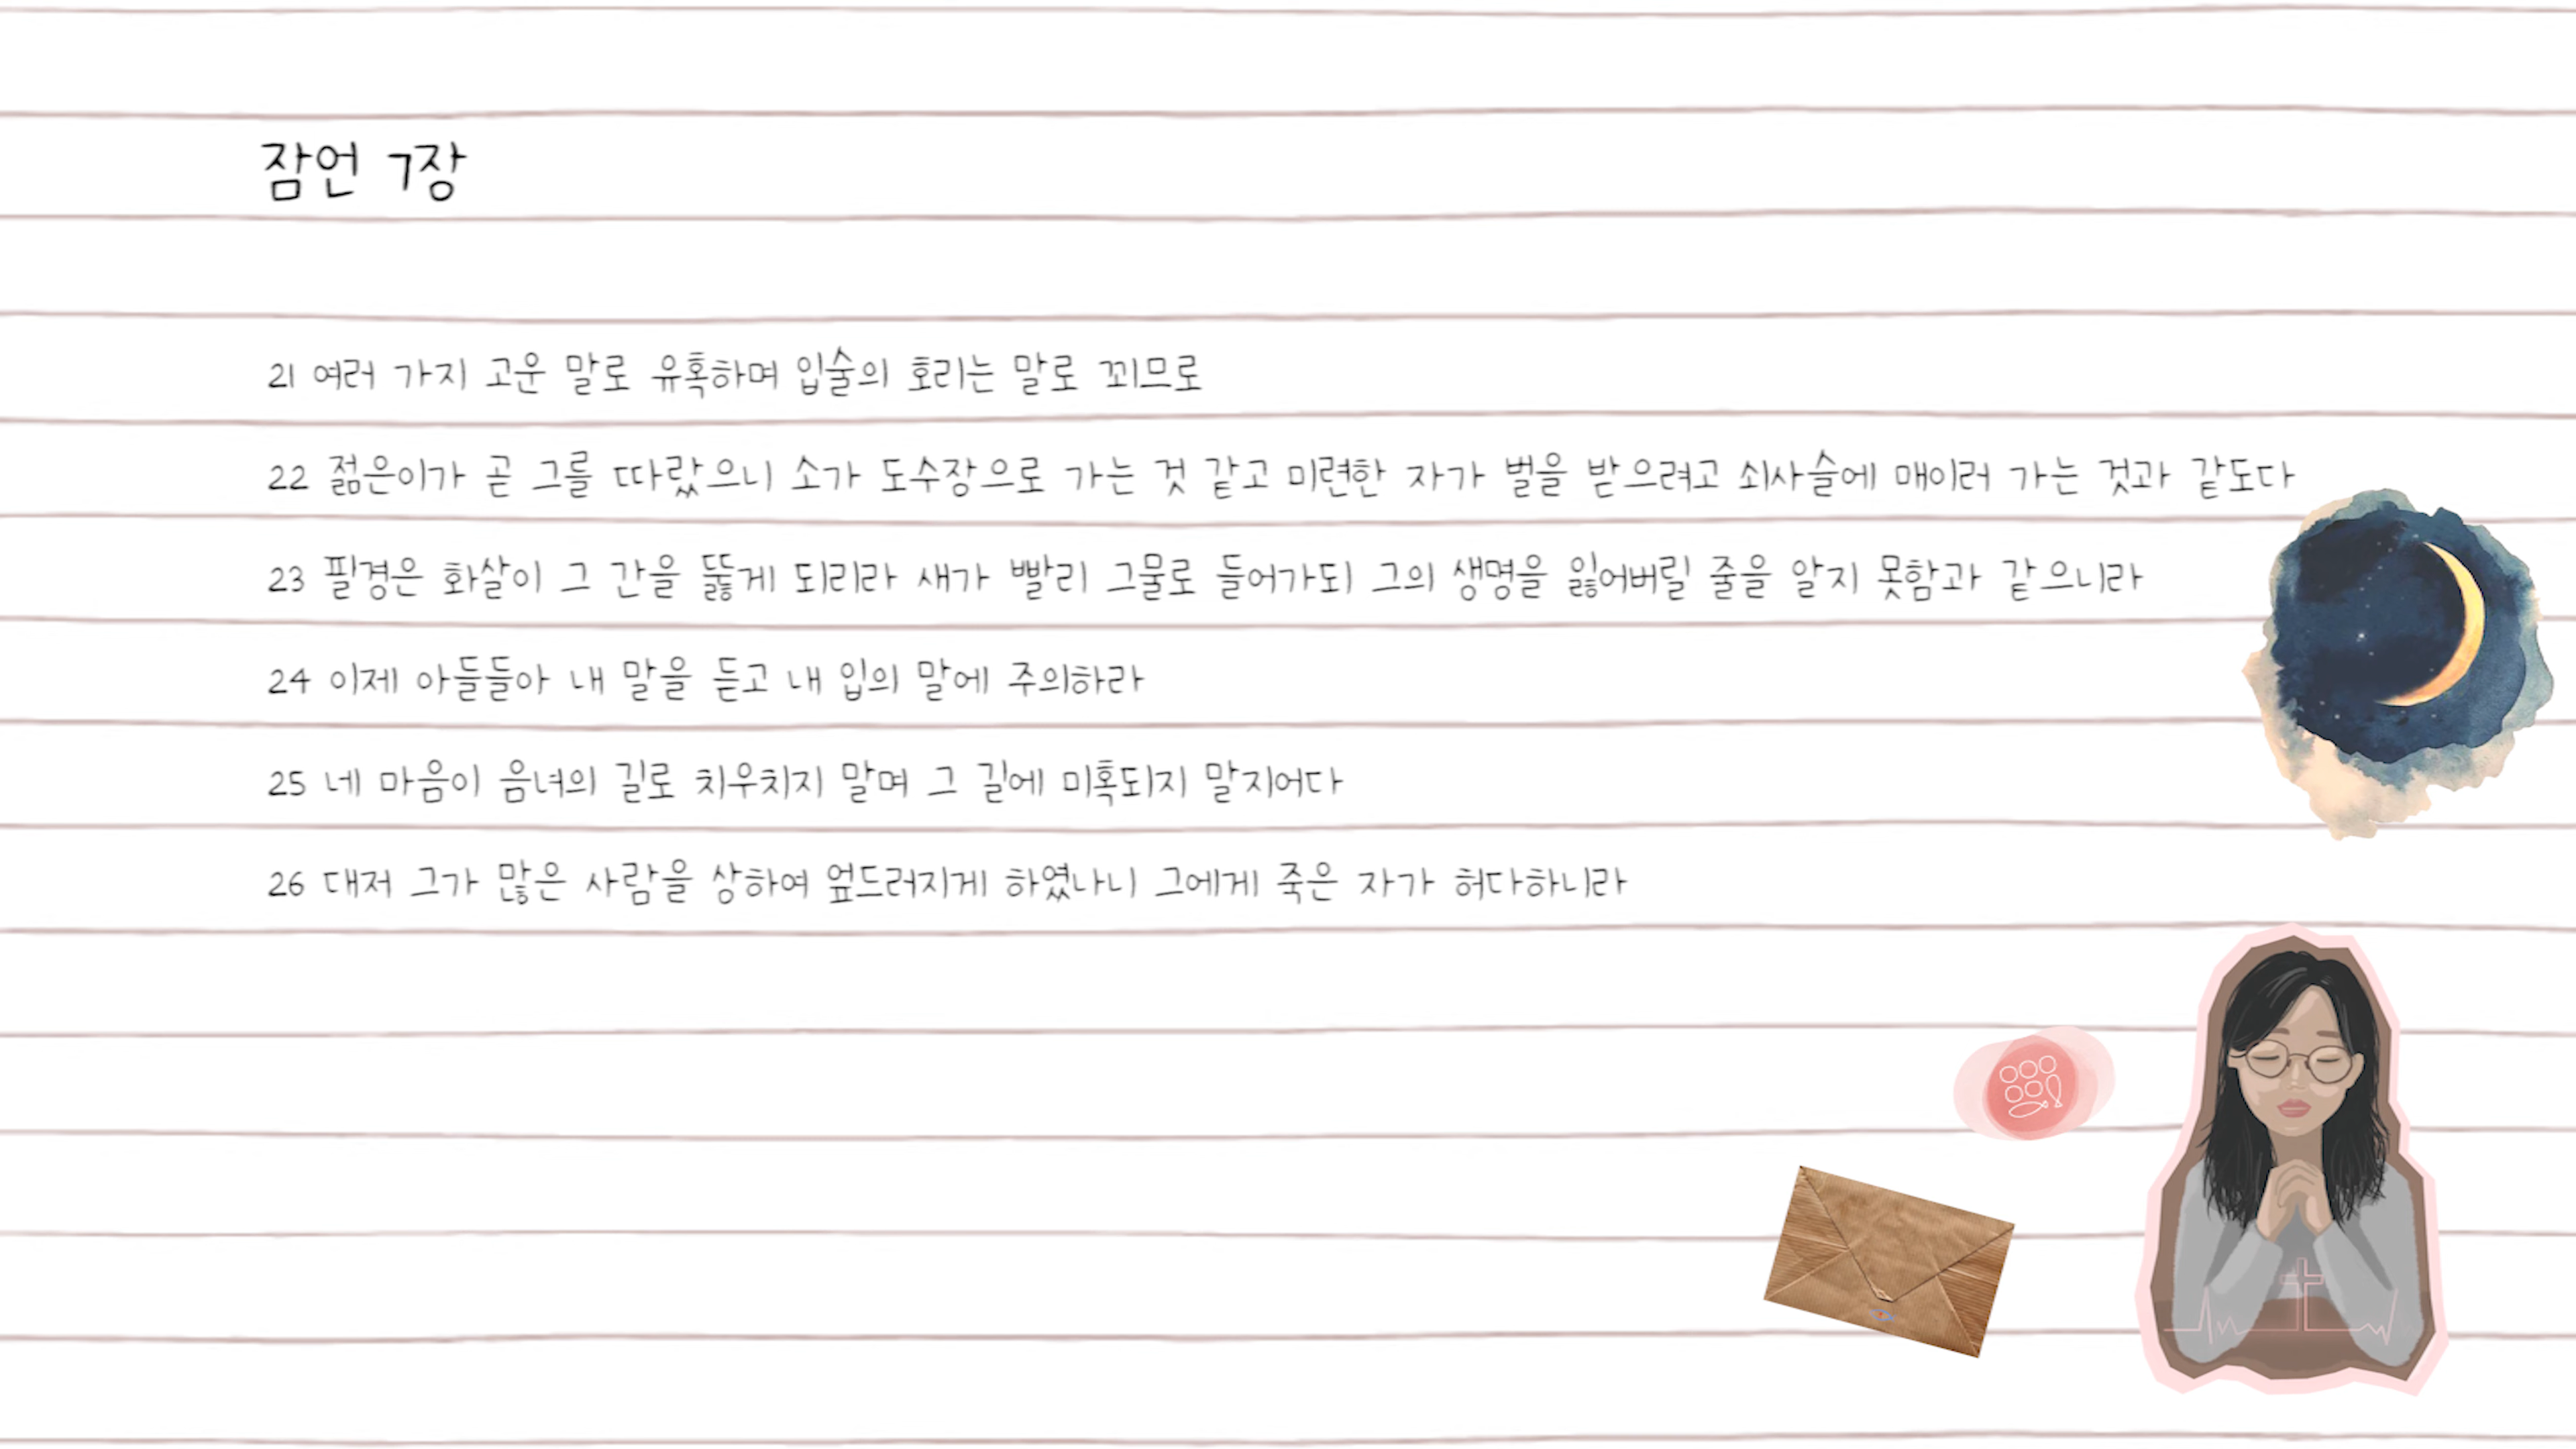 잠언 7장
21 여러 가지 고운 말로 유혹하며 입술의 호리는 말로 꾀므로
22 젊은이가 곧 그를 따랐으니 소가 도수장으로 가는 것 같고 미련한 자가 벌을 받으려고 쇠사슬에 매이러 가는 것과 같도다
23 필경은 화살이 그 간을 뚫게 되리라 새가 빨리 그물로 들어가되 그의 생명을 잃어버릴 줄을 알지 못함과 같으니라
24 이제 아들들아 내 말을 듣고 내 입의 말에 주의하라
25 네 마음이 음녀의 길로 치우치지 말며 그 길에 미혹되지 말지어다
26 대저 그가 많은 사람을 상하여 엎드러지게 하였나니 그에게 죽은 자가 허다하니라